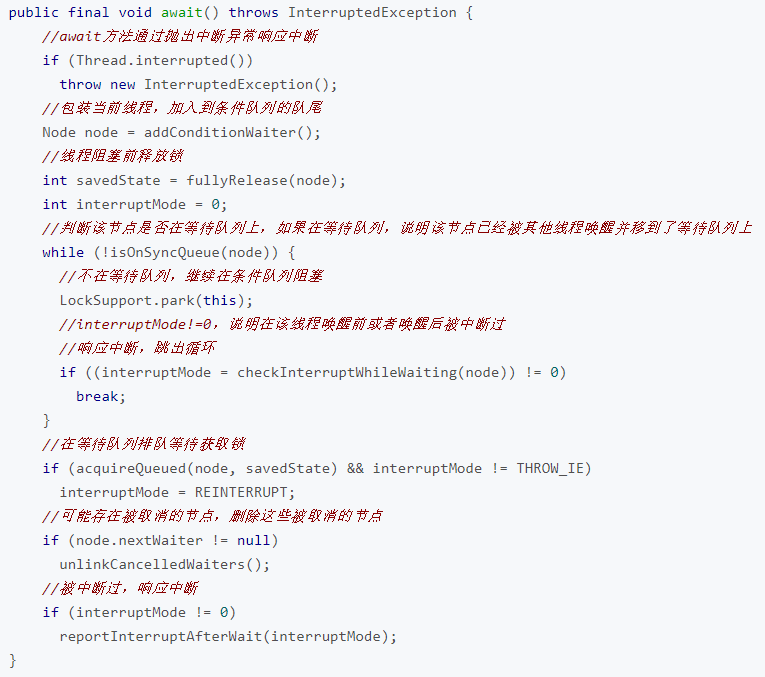 public final void await() throws InterruptedException {
    //await方法通过抛出中断异常响应中断
    if (Thread.interrupted())
      throw new InterruptedException();
    //包装当前线程，加入到条件队列的队尾
    Node node = addConditionWaiter();
    //线程阻塞前释放锁
    int savedState = fullyRelease(node);
    int interruptMode = 0;
    //判断该节点是否在等待队列上，如果在等待队列，说明该节点已经被其他线程唤醒并移到了等待队列上
    while (!isOnSyncQueue(node)) {
      //不在等待队列，继续在条件队列阻塞
      LockSupport.park(this);
      //interruptMode!=0，说明在该线程唤醒前或者唤醒后被中断过
      //响应中断，跳出循环
      if ((interruptMode = checkInterruptWhileWaiting(node)) != 0)
        break;
    }
    //在等待队列排队等待获取锁
    if (acquireQueued(node, savedState) && interruptMode != THROW_IE)
      interruptMode = REINTERRUPT;
    //可能存在被取消的节点，删除这些被取消的节点
    if (node.nextWaiter != null)
      unlinkCancelledWaiters();
    //被中断过，响应中断
    if (interruptMode != 0)
      reportInterruptAfterWait(interruptMode);
}